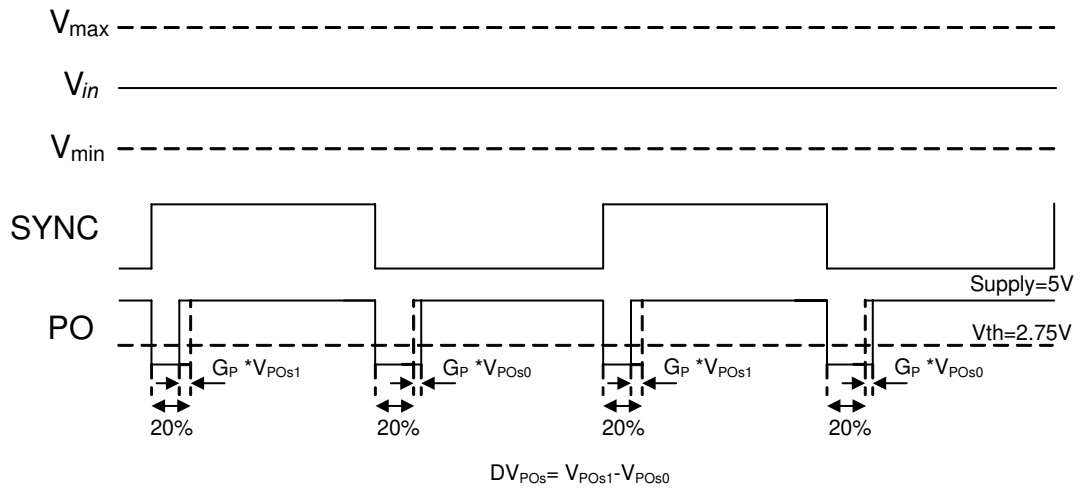 Vmax
Vin
Vmin
SYNC
Supply=5V
PO
Vth=2.75V
GP *VPOs1
GP *VPOs0
GP *VPOs1
GP *VPOs0
20%
20%
20%
20%
DVPOs= VPOs1-VPOs0